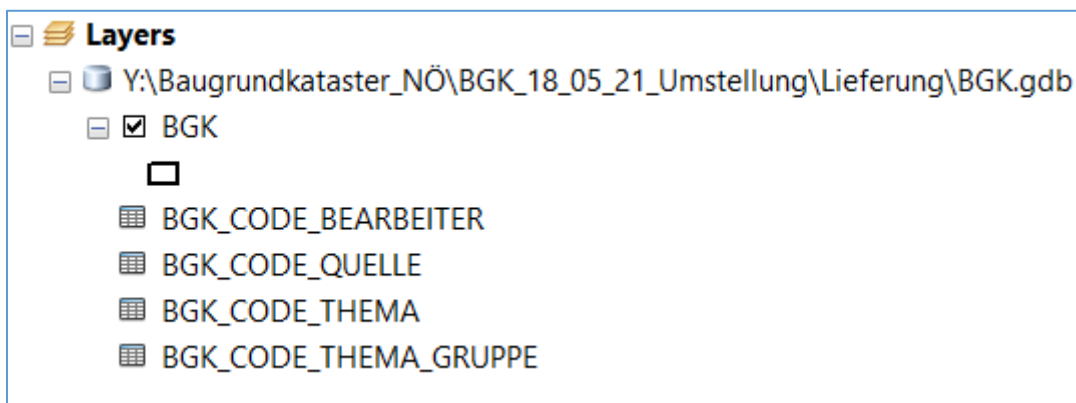 Layers
Y:\Baugrundkataster_NÖ\BGK_18_05_21_Umstellung\Lieferung\BGK.gdb
BGK
BGK_CODE_BEARBEITER
BGK_CODE_QUELLE
BGK_CODE_THEMA
BGK_CODE_THEMA_GRUPPE